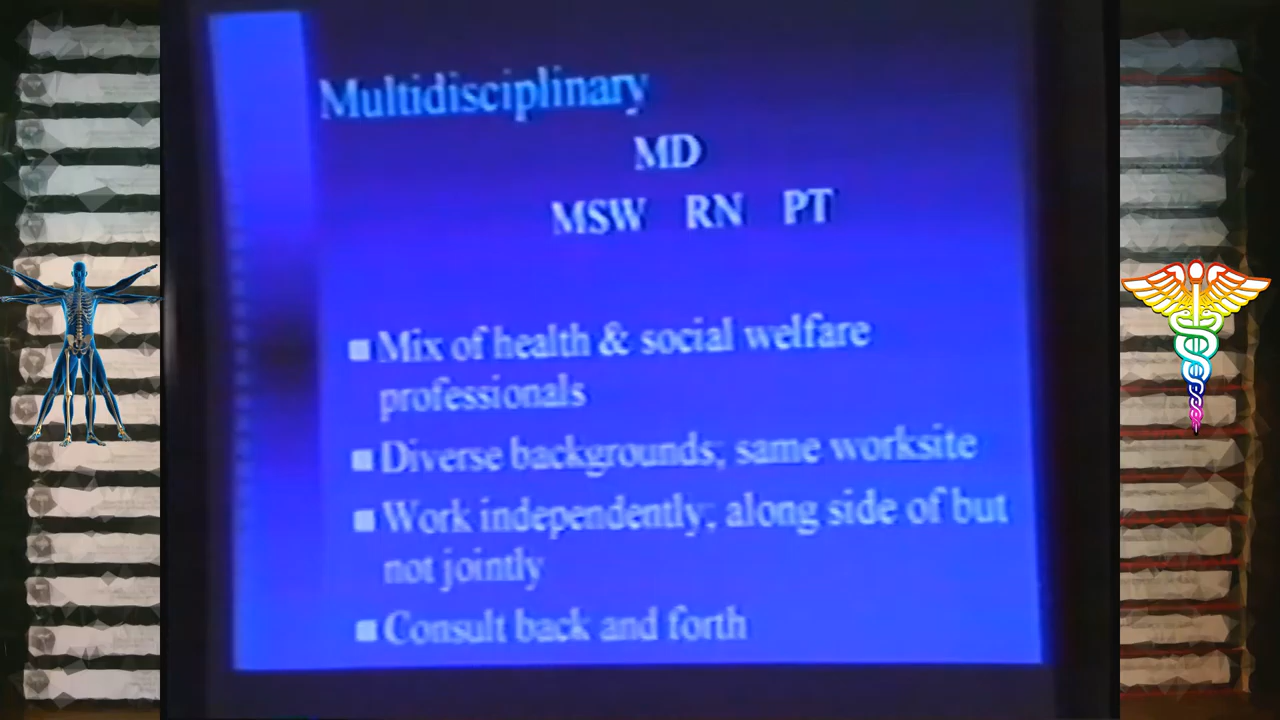 Multidisciplinary
MD
MSW RN PT
Mix of health & social welfare
professionals
Diverse backgrounds; same worksite
Work independently; along side of but
not jointly
Consult back and forth